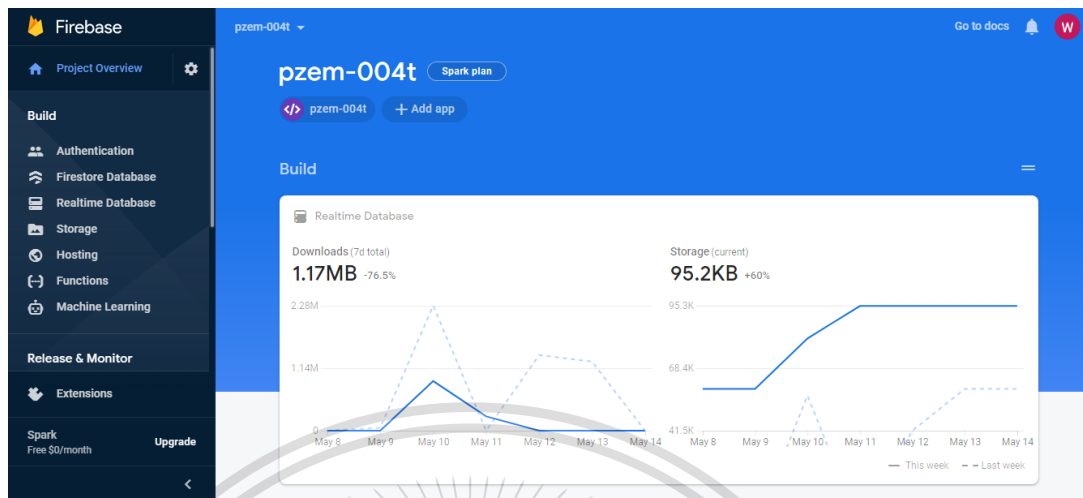 Firebase
Project Overview
Build
Authentication
Firestore Database
Realtime Database
Storage
Hosting
Functions
Machine Learning
Release & Monitor
Extensions
Spark
Free $0/month
Upgrade
pzem-004t
Go to docs
W
pzem-004t Spark plan
pzem-004t + Add app
Build
Realtime Database
Downloads (7d total)
1.17MB -76.5%
2.28M
1.14M
0
May 8 May 9 May 10 May 11 May 12 May 13 May 14
Storage (current)
95.2KB +60%
95.3K
68.4K
41.5K
May 8 May 9 May 10 May 11 May 12 May 13 May 14
This week Last week